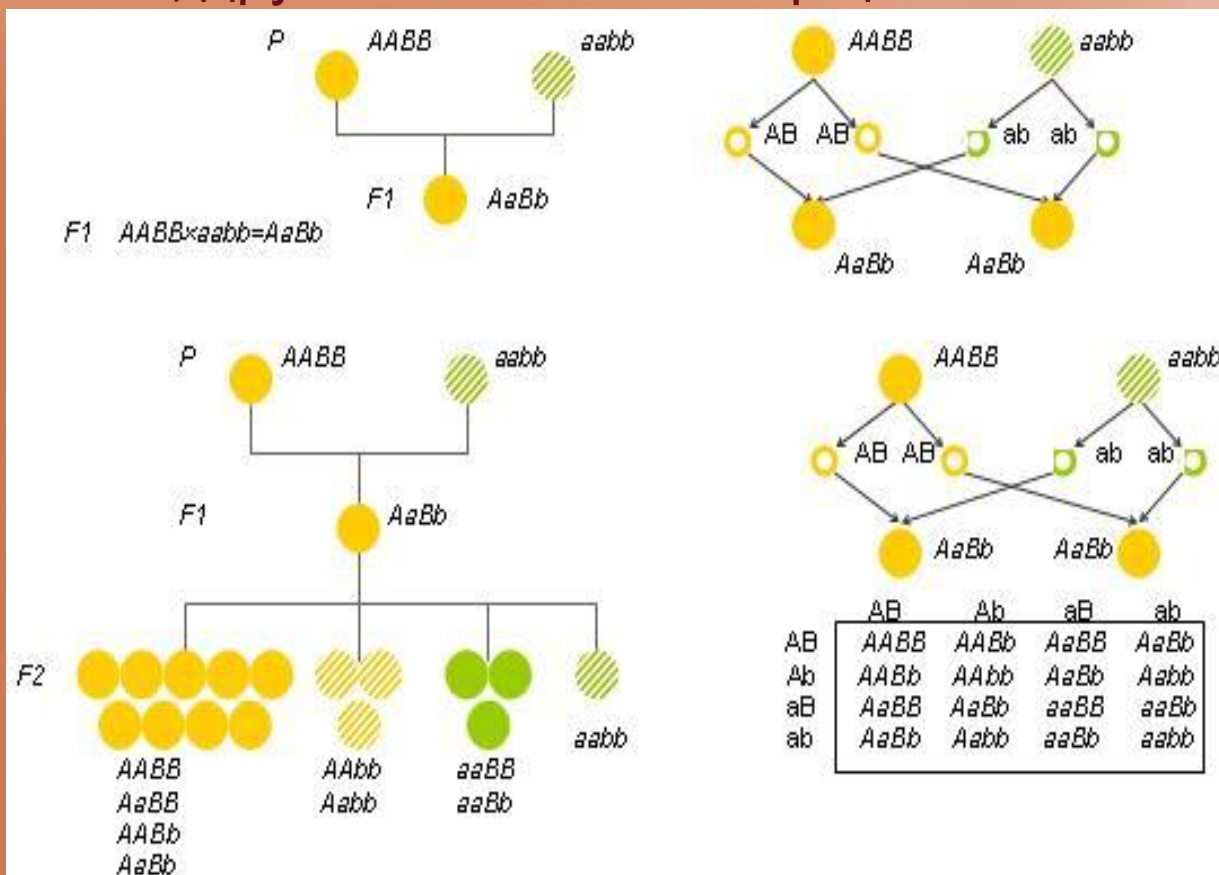 P AABB aabb
F1 AaBb
F1 AABB×aabb=AaBb
AABB aabb
AB AB ab ab
AaBb AaBb
P AABB aabb
F1 AaBb
F2
aabb
AABB AAbb aaBB
AaBB Aabb aaBb
AABb
AaBb
AABB aabb
AB AB ab ab
AaBb AaBb
AB Ab aB ab
AB AABB AABb AaBB AaBb
Ab AABb AAbb AaBb Aabb
aB AaBB AaBb aaBB aaBb
ab AaBb Aabb aaBb aabb